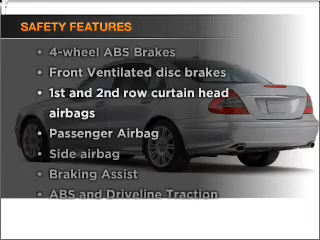 SAFETY FEATURES
• 4-wheel ABS Brakes
• Front Ventilated disc brakes
• 1st and 2nd row curtain head
airbags
• Passenger Airbag
• Side airbag
• Braking Assist
• ABS and Driveline Traction